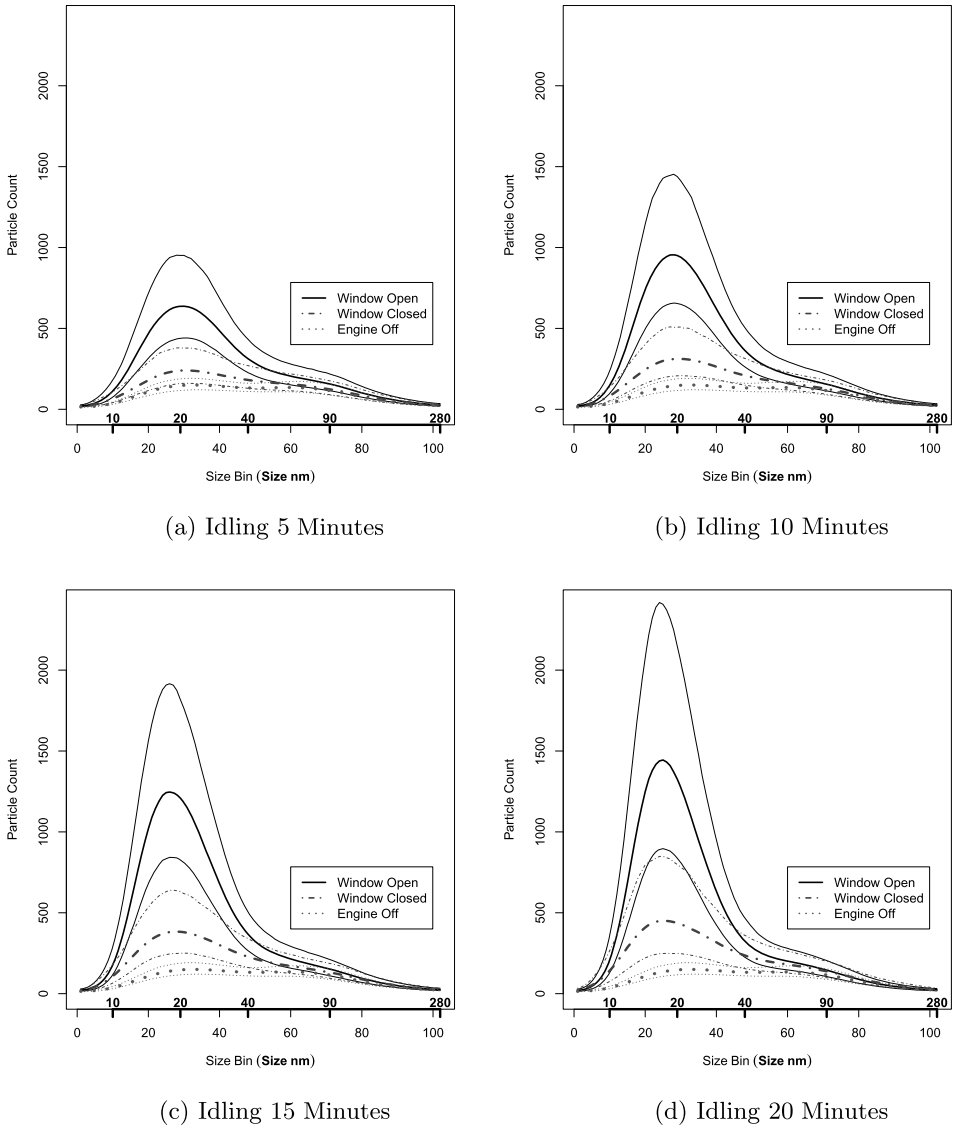 2000
1500
1000
500
0
Particle Count
Window Open
Window Closed
Engine Off
10 20 40 90 280
0 20 40 60 80 100
Size Bin (Size nm)
(a) Idling 5 Minutes
2000
1500
1000
500
0
Particle Count
Window Open
Window Closed
Engine Off
10 20 40 90 280
0 20 40 60 80 100
Size Bin (Size nm)
(b) Idling 10 Minutes
2000
1500
1000
500
0
Particle Count
Window Open
Window Closed
Engine Off
10 20 40 90 280
0 20 40 60 80 100
Size Bin (Size nm)
(c) Idling 15 Minutes
2000
1500
1000
500
0
Particle Count
Window Open
Window Closed
Engine Off
10 20 40 90 280
0 20 40 60 80 100
Size Bin (Size nm)
(d) Idling 20 Minutes